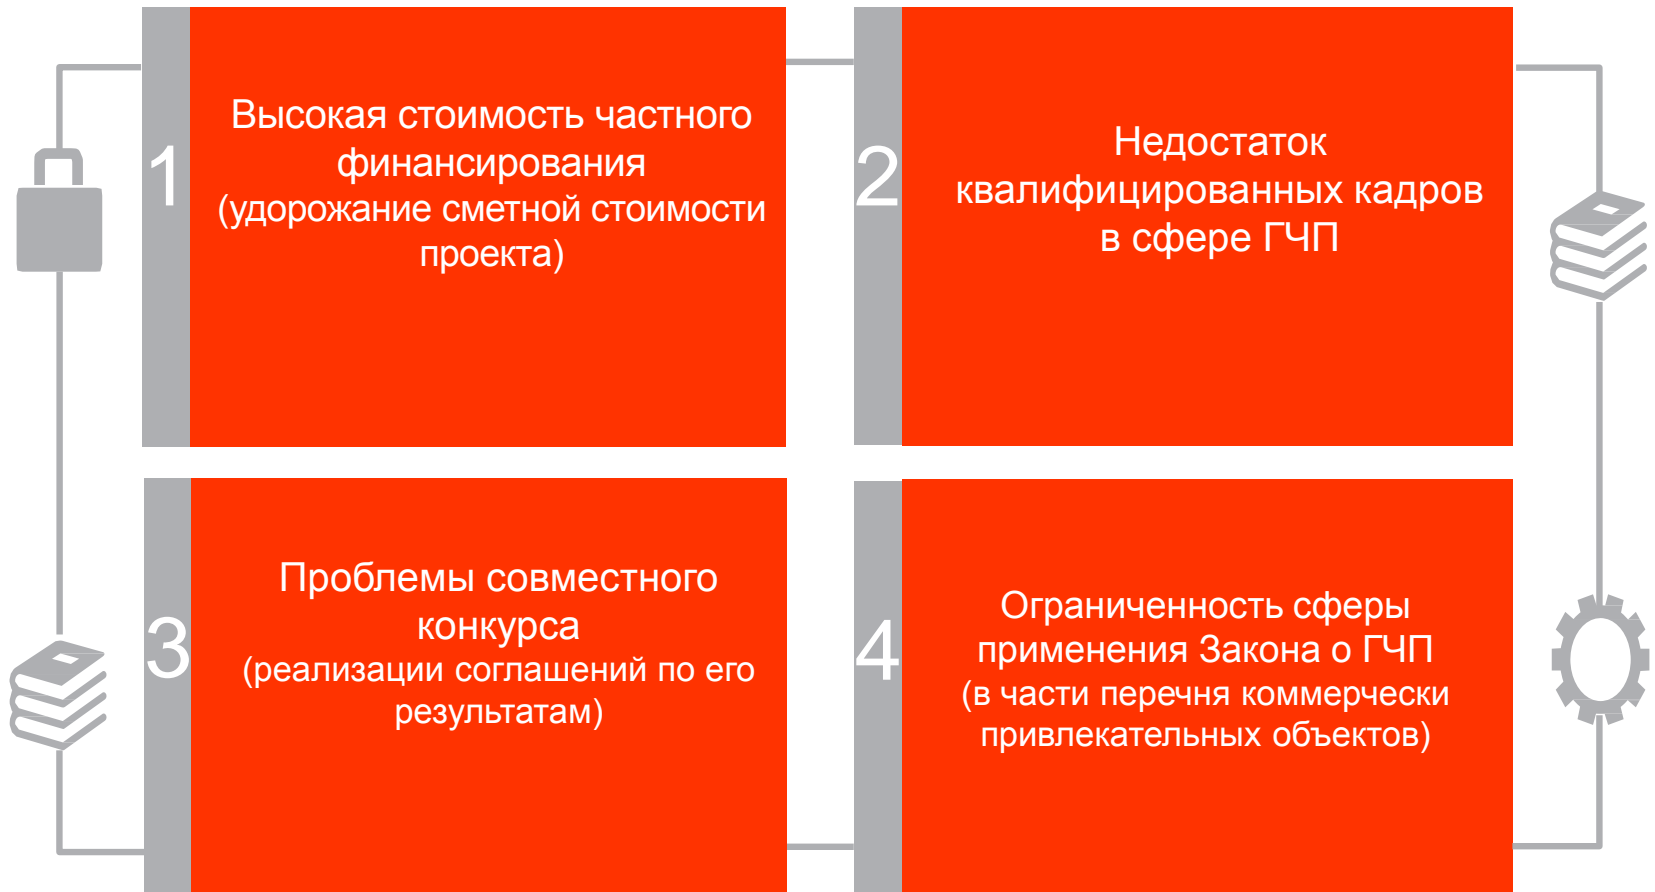 1
Высокая стоимость частного
финансирования
(удорожание сметной стоимости
проекта)
2
Недостаток
квалифицированных кадров
в сфере ГЧП
3
Проблемы совместного
конкурса
(реализации соглашений по его
результатам)
4
Ограниченность сферы
применения Закона о ГЧП
(в части перечня коммерчески
привлекательных объектов)